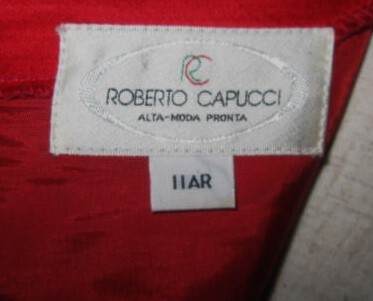 RC
ROBERTO CAPUCCI
ALTA-MODA PRONTA
11AR